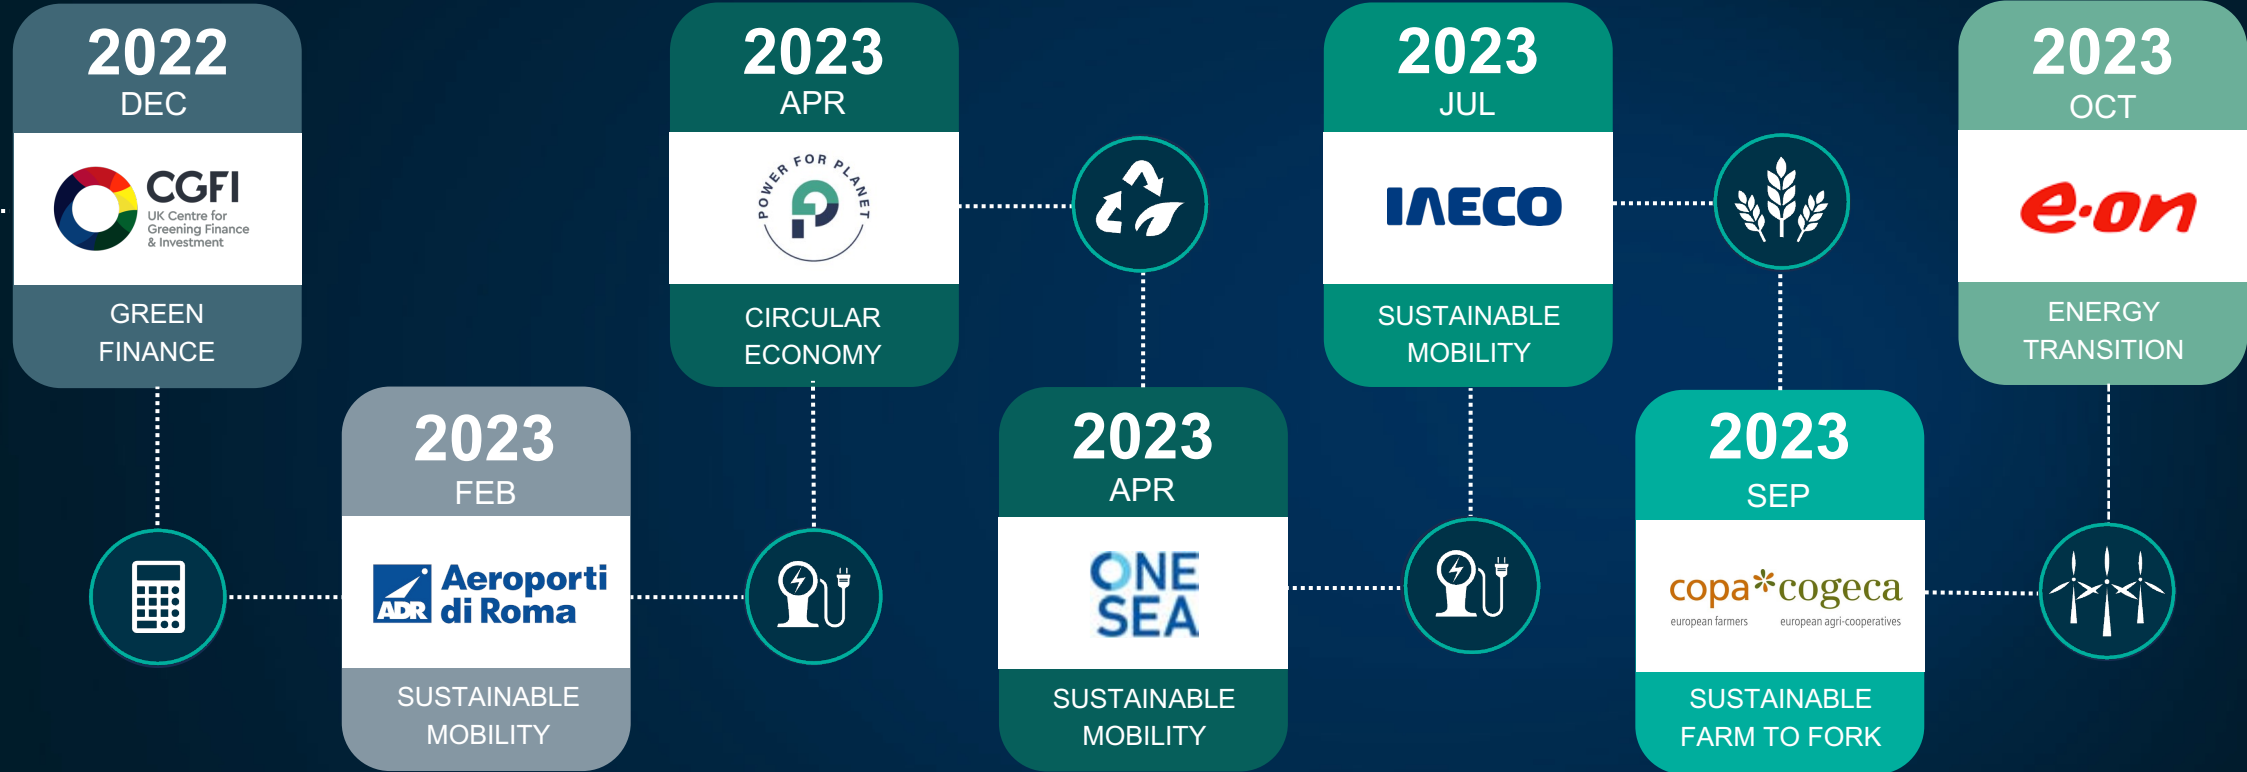 2022
DEC
CGFI
UK Centre for
Greening Finance
& Investment
GREEN
FINANCE
2023
FEB
ADR
Aeroporti
di Roma
SUSTAINABLE
MOBILITY
2023
APR
POWER FOR PLANET
CIRCULAR
ECONOMY
2023
APR
ONE
SEA
SUSTAINABLE
MOBILITY
2023
JUL
IAECO
SUSTAINABLE
MOBILITY
2023
SEP
copa*cogeca
european farmers european agri-cooperatives
SUSTAINABLE
FARM TO FORK
2023
OCT
e·on
ENERGY
TRANSITION